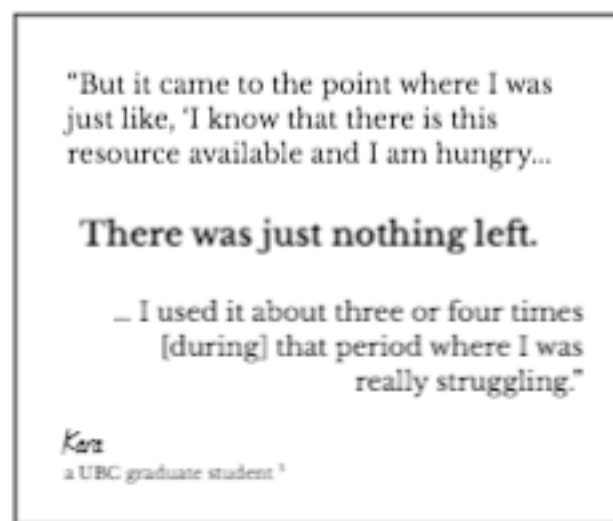 “But it came to the point where I was
just like, ‘I know that there is this
resource available and I am hungry...
There was just nothing left.
... I used it about three or four times
[during] that period where I was
really struggling.”
Kara
a UBC graduate student